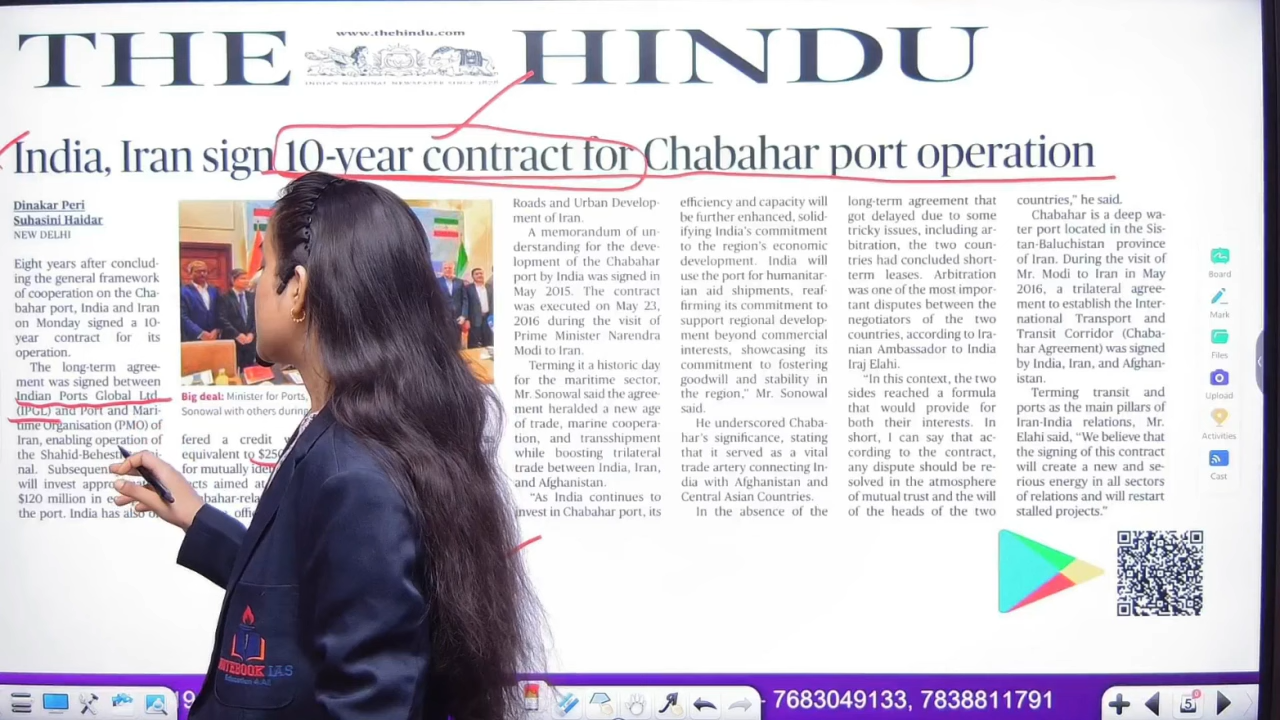 THE HINDU
www.thehindu.com
INDIA'S NATIONAL NEWSPAPER SINCE 1878
India, Iran sign 10-year contract for Chabahar port operation
Dinakar Peri
Suhasini Haidar
NEW DELHI
Eight years after conclud-
ing the general framework
of cooperation on the Cha-
bahar port, India and Iran
on Monday signed a 10-
year contract for its
operation.
The long-term agree-
ment was signed between
Indian Ports Global Ltd
(IPGL) and Port and Mari-
time Organisation (PMO) of
Iran, enabling operation of
the Shahid-Behesti
nal.
will invest
$120 million in
the port. India has also
Big deal: Minister for Ports,
Sonowal with others during
fered a credit
equivalent to $250
for mutually
aimed at
Roads and Urban Develop-
ment of Iran.
A memorandum of un-
derstanding for the deve-
lopment of the Chabahar
port by India was signed in
May 2015. The contract
was executed on May 23,
2016 during the visit of
Prime Minister Narendra
Modi to Iran.
Terming it a historic day
for the maritime sector,
Mr. Sonowal said the agree-
ment heralded a new age
of trade, marine coopera-
tion, and transshipment
while boosting trilateral
trade between India, Iran,
and Afghanistan.
“As India continues to
invest in Chabahar port, its
efficiency and capacity will
be further enhanced, solid-
ifying India's commitment
to the region's economic
development. India will
use the port for humanitar-
ian aid shipments, reaf-
firming its commitment to
support regional develop-
ment beyond commercial
interests, showcasing its
commitment to fostering
goodwill and stability in
the region,” Mr. Sonowal
said.
He underscored Chaba-
har's significance, stating
that it served as a vital
trade artery connecting In-
dia with Afghanistan and
Central Asian Countries.
In the absence of the
long-term agreement that
got delayed due to some
tricky issues, including ar-
bitration, the two coun-
tries had concluded short-
term leases. Arbitration
was one of the most impor-
tant disputes between the
negotiators of the two
countries, according to Ira-
nian Ambassador to India
Iraj Elahi.
“In this context, the two
sides reached a formula
that would provide for
both their interests. In
short, I can say that ac-
cording to the contract,
any dispute should be re-
solved in the atmosphere
of mutual trust and the will
of the heads of the two
countries,” he said.
Chabahar is a deep wa-
ter port located in the Sis-
tan-Baluchistan province
of Iran. During the visit of
Mr. Modi to Iran in May
2016, a trilateral agree-
ment to establish the Inter-
national Transport and
Transit Corridor (Chaba-
har Agreement) was signed
by India, Iran, and Afghan-
istan.
Terming transit and
ports as the main pillars of
Iran-India relations, Mr.
Elahi said, “We believe that
the signing of this contract
will create a new and se-
rious energy in all sectors
of relations and will restart
stalled projects.”
Board
Mark
Files
Upload
Activities
Cast
NOTEBOOK IAS
7683049133, 7838811791
5